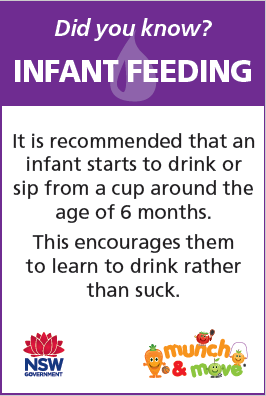 Did you know?
INFANT FEEDING
It is recommended that an
infant starts to drink or
sip from a cup around the
age of 6 months.
This encourages them
to learn to drink rather
than suck.
NSW
GOVERNMENT
munch
& move